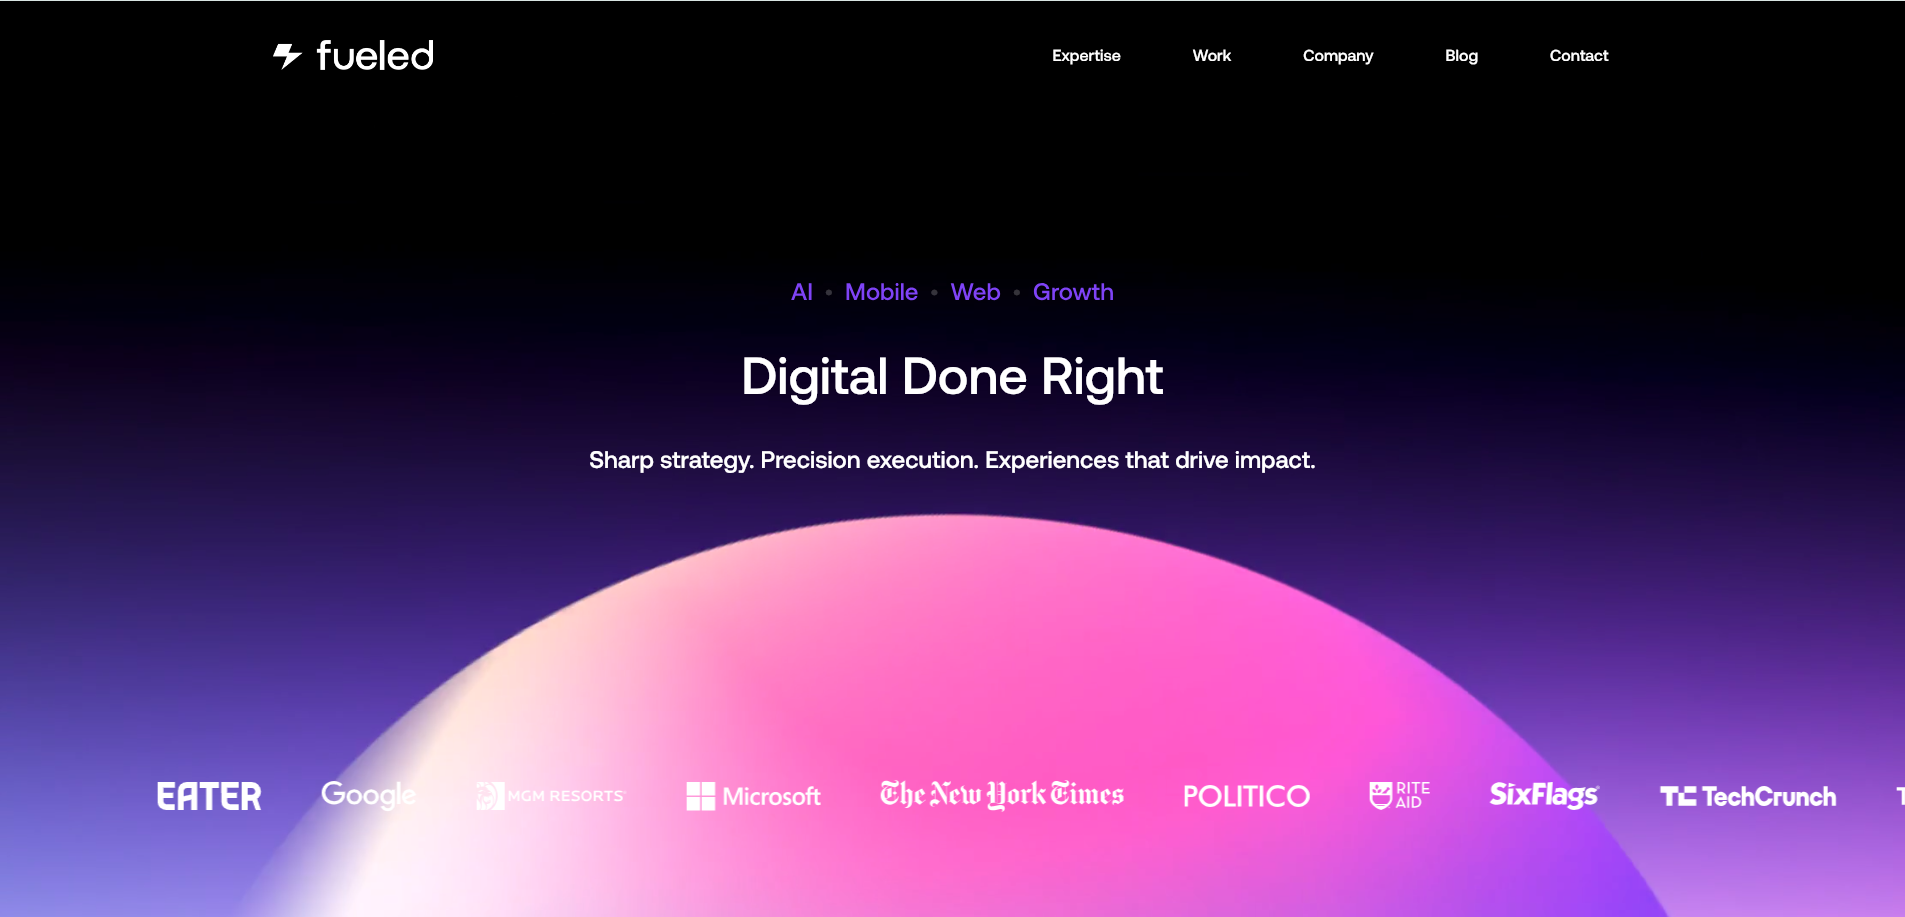 fueled
Expertise Work Company Blog Contact
AI • Mobile • Web • Growth
Digital Done Right
Sharp strategy. Precision execution. Experiences that drive impact.
EATER Google MGM RESORTS Microsoft The New York Times POLITICO RITE AID SixFlags TechCrunch